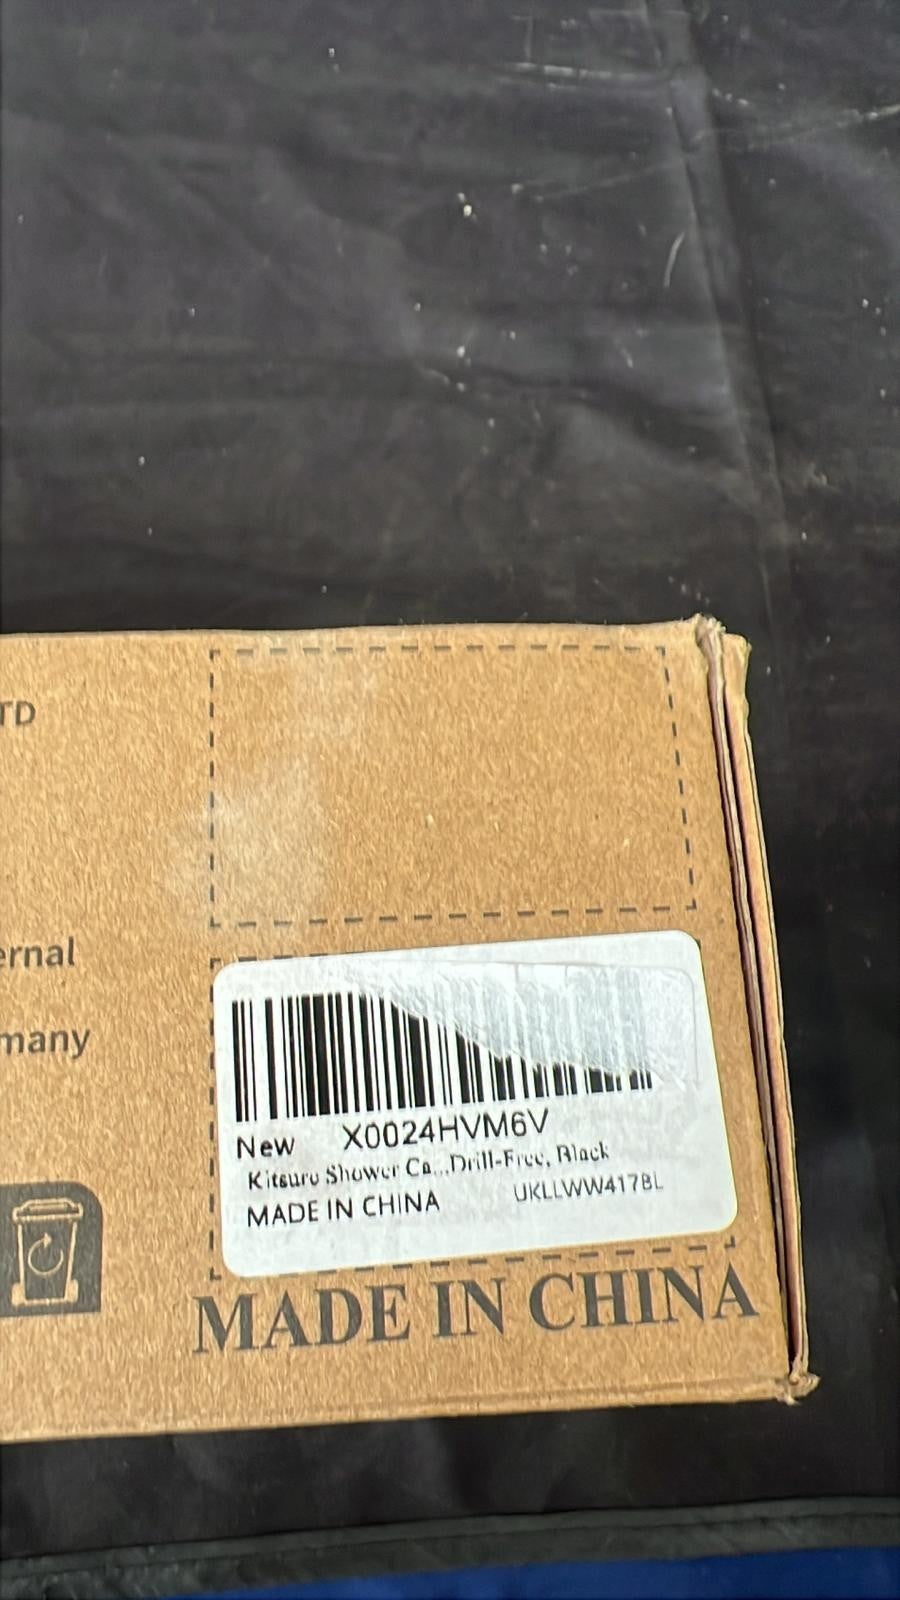 TD
ernal
many
New X0024HVM6V
Kitsure Shower Ca...Drill-Free, Black
MADE IN CHINA UKLLWW417BL
MADE IN CHINA